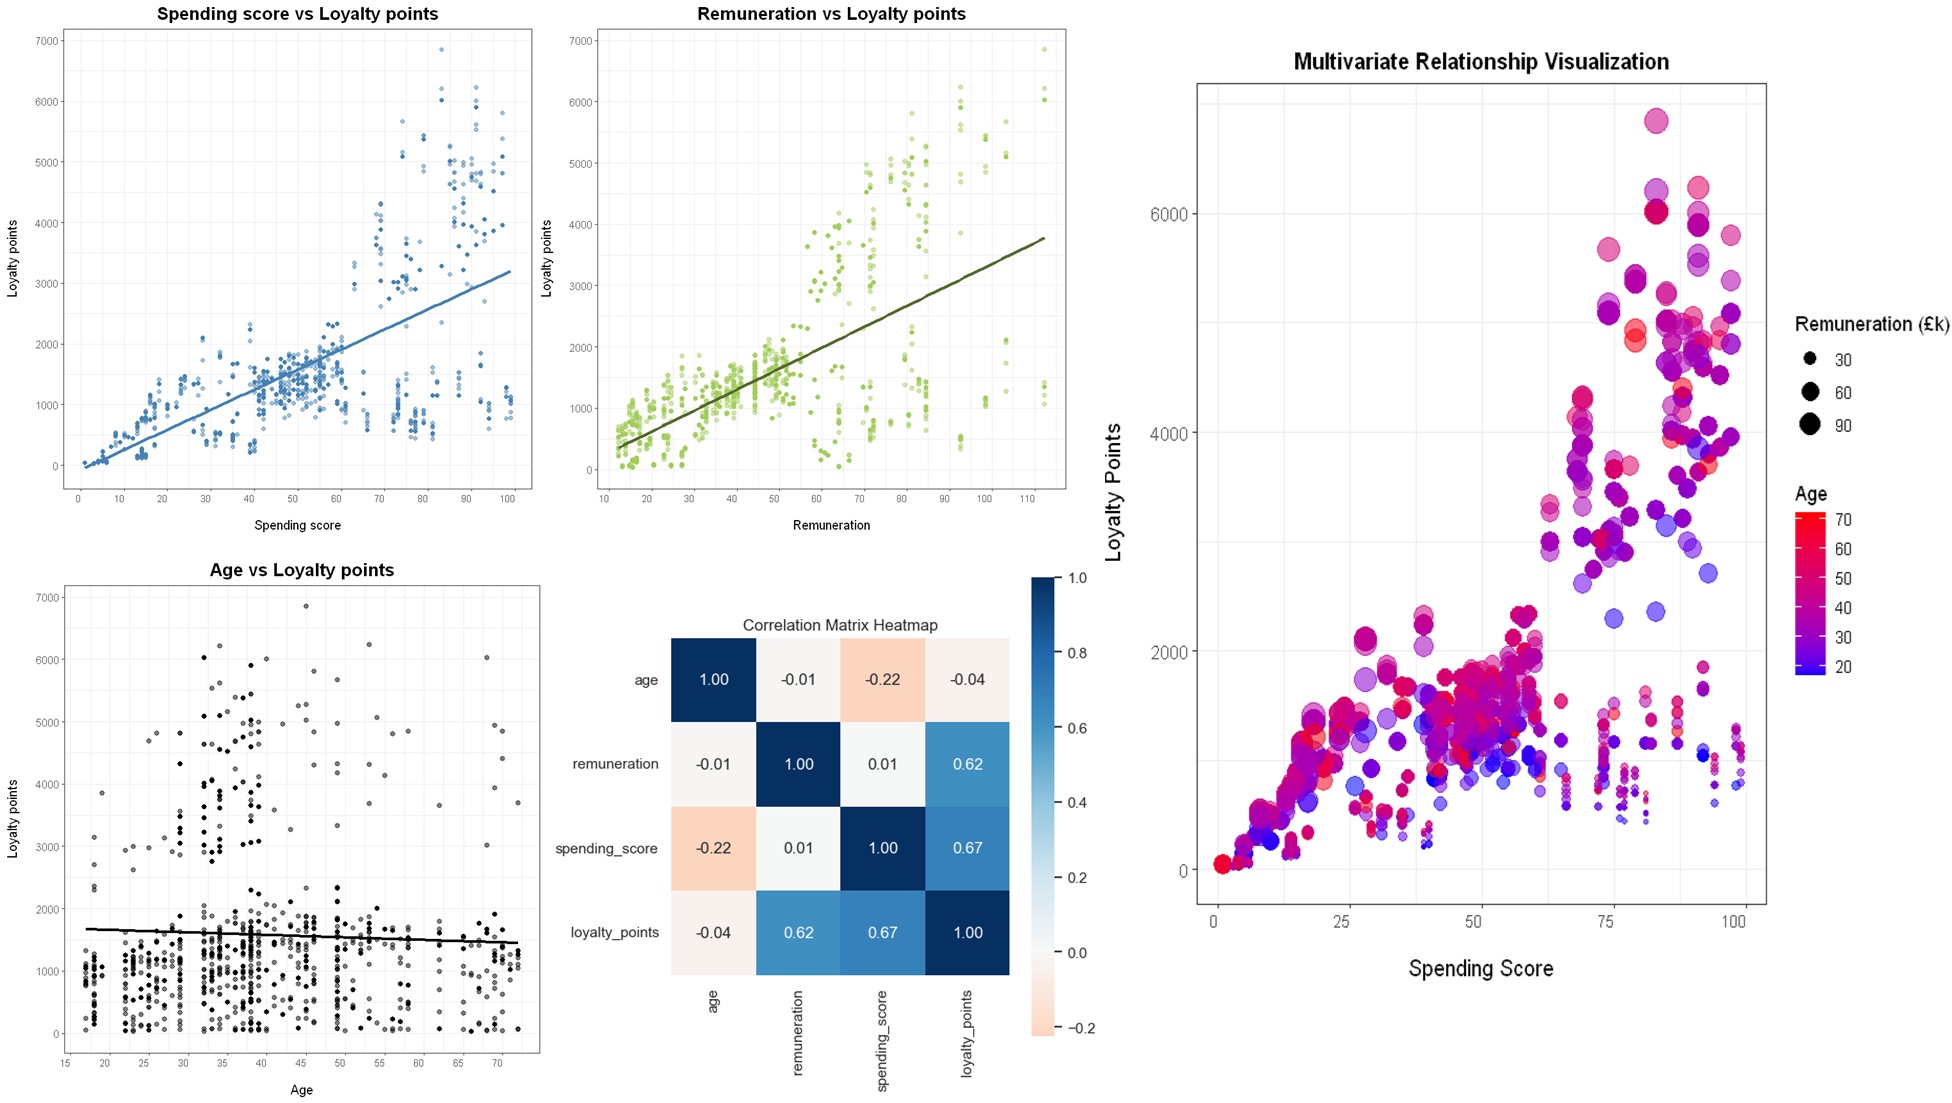 Spending score vs Loyalty points
7000
6000
5000
4000
3000
2000
1000
0
Loyalty points
0 10 20 30 40 50 60 70 80 90 100
Spending score
Remuneration vs Loyalty points
7000
6000
5000
4000
3000
2000
1000
0
Loyalty points
10 20 30 40 50 60 70 80 90 100 110
Remuneration
Age vs Loyalty points
7000
6000
5000
4000
3000
2000
1000
0
Loyalty points
15 20 25 30 35 40 45 50 55 60 65 70
Age
Correlation Matrix Heatmap
age 1.00 -0.01 -0.22 -0.04
remuneration -0.01 1.00 0.01 0.62
spending_score -0.22 0.01 1.00 0.67
loyalty_points -0.04 0.62 0.67 1.00
age remuneration spending_score loyalty_points
1.0
0.8
0.6
0.4
0.2
0.0
−0.2
Multivariate Relationship Visualization
6000
4000
2000
0
Loyalty Points
0 25 50 75 100
Spending Score
Remuneration (£k)
30
60
90
Age
70
60
50
40
30
20